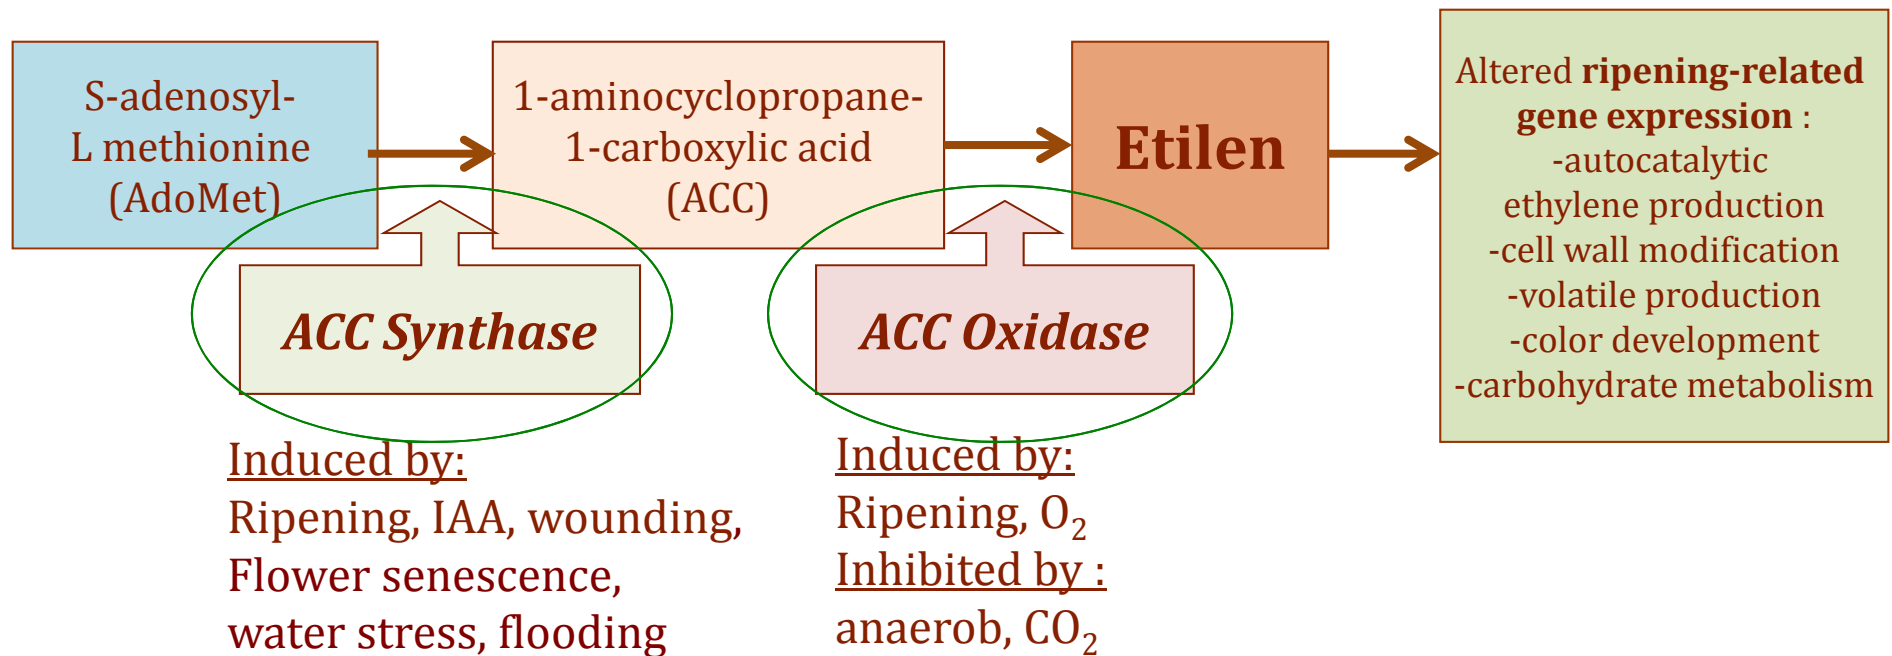 S-adenosyl-
L methionine
(AdoMet)
1-aminocyclopropane-
1-carboxylic acid
(ACC)
Etilen
Altered ripening-related
gene expression :
-autocatalytic
ethylene production
-cell wall modification
-volatile production
-color development
-carbohydrate metabolism
ACC Synthase
ACC Oxidase
Induced by:
Ripening, IAA, wounding,
Flower senescence,
water stress, flooding
Induced by:
Ripening, O₂
Inhibited by :
anaerob, CO₂